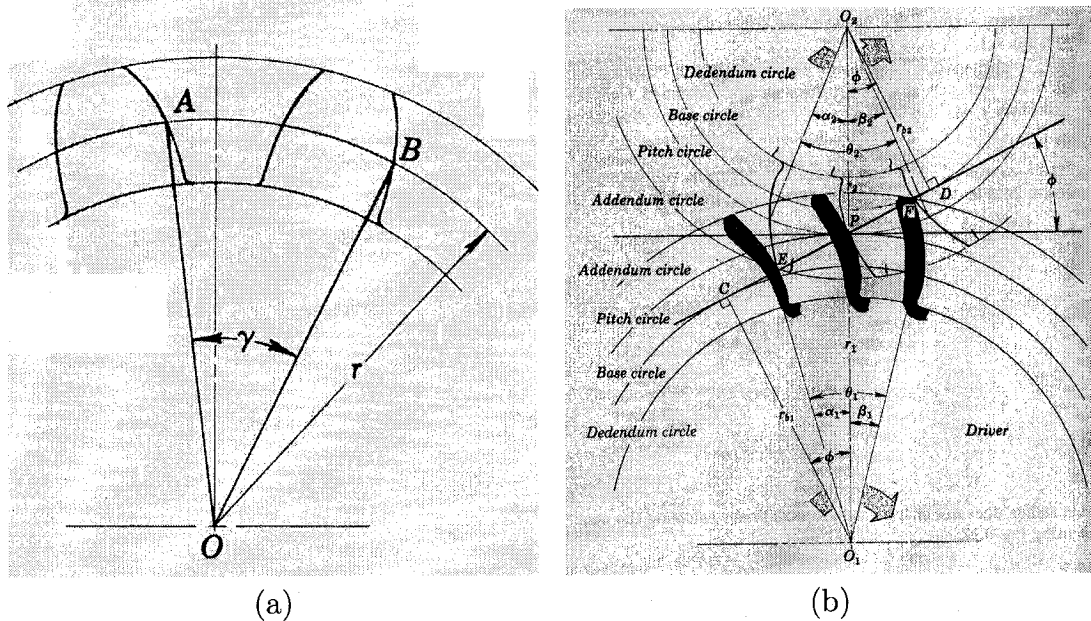 A
B
γ
r
O
(a)
O₂
Dedendum circle
ϕ
Base circle
α₂
β₂
r_b2
Pitch circle
θ₂
D
ϕ
Addendum circle
r₂
F
P
Addendum circle
E
C
Pitch circle
r₁
Base circle
θ₁
r_b1
α₁
β₁
Dedendum circle
Driver
ϕ
O₁
(b)